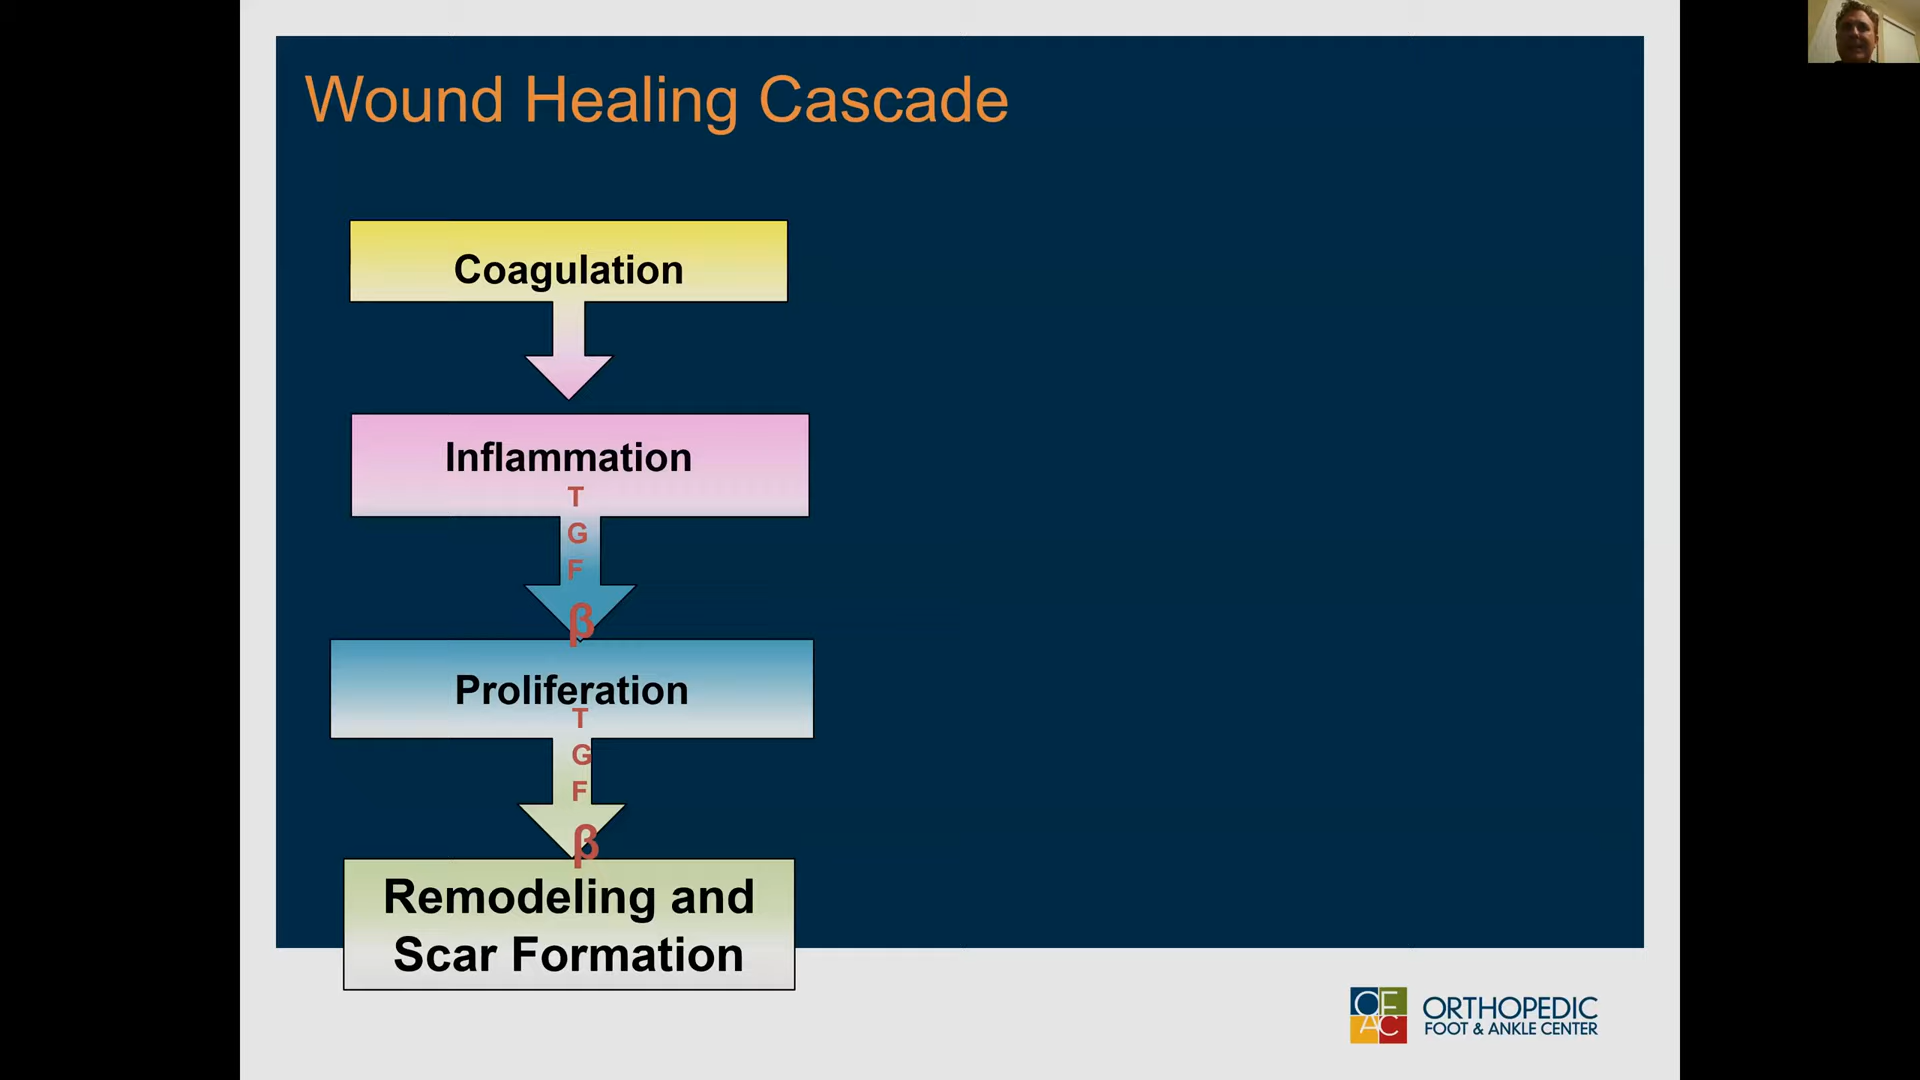 Wound Healing Cascade
Coagulation
Inflammation
T
G
F
β
Proliferation
T
G
F
β
Remodeling and
Scar Formation
OF
AC
ORTHOPEDIC
FOOT & ANKLE CENTER